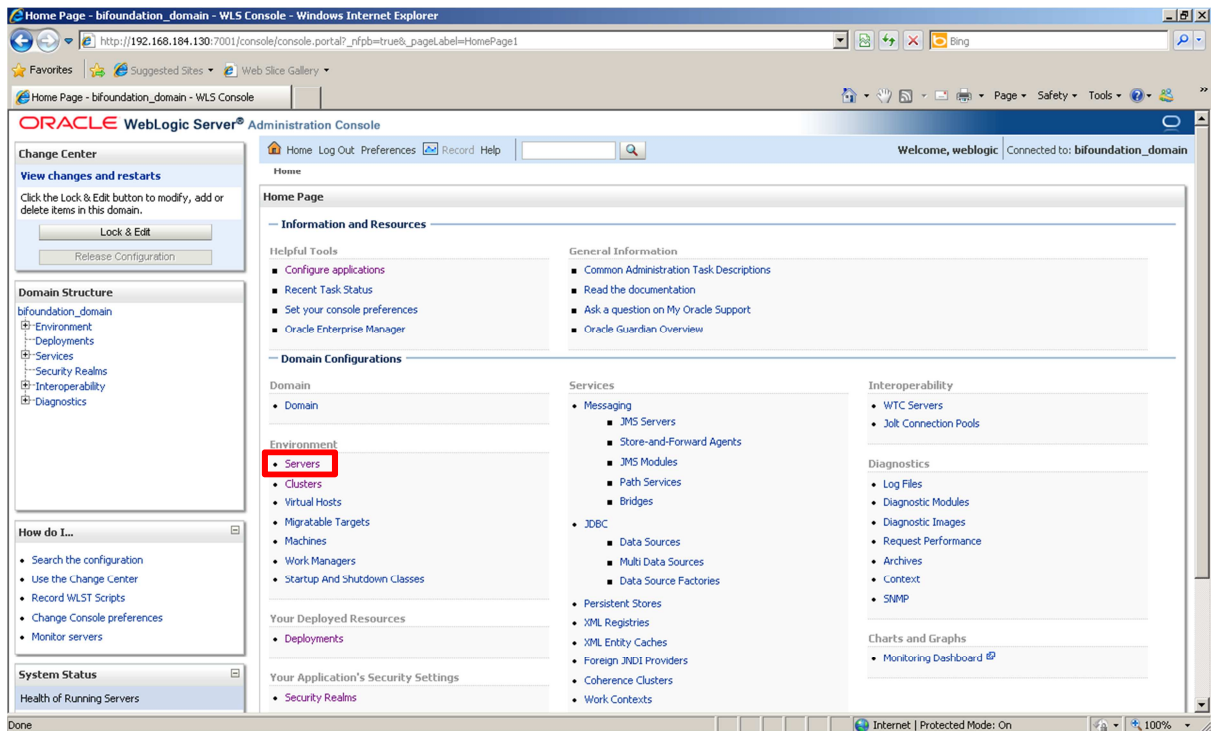 Home Page - bifoundation_domain - WLS Console - Windows Internet Explorer
http://192.168.184.130:7001/console/console.portal?_nfpb=true&_pageLabel=HomePage1
Bing
Favorites Suggested Sites Web Slice Gallery
Home Page - bifoundation_domain - WLS Console
Page Safety Tools
ORACLE WebLogic Server® Administration Console
Change Center
View changes and restarts
Click the Lock & Edit button to modify, add or
delete items in this domain.
Lock & Edit
Release Configuration
Domain Structure
bifoundation_domain
Environment
Deployments
Services
Security Realms
Interoperability
Diagnostics
How do I...
Search the configuration
Use the Change Center
Record WLST Scripts
Change Console preferences
Monitor servers
System Status
Health of Running Servers
Home Log Out Preferences Record Help
Welcome, weblogic Connected to: bifoundation_domain
Home
Home Page
Information and Resources
Helpful Tools
Configure applications
Recent Task Status
Set your console preferences
Oracle Enterprise Manager
General Information
Common Administration Task Descriptions
Read the documentation
Ask a question on My Oracle Support
Oracle Guardian Overview
Domain Configurations
Domain
Domain
Environment
Servers
Clusters
Virtual Hosts
Migratable Targets
Machines
Work Managers
Startup And Shutdown Classes
Your Deployed Resources
Deployments
Your Application's Security Settings
Security Realms
Services
Messaging
JMS Servers
Store-and-Forward Agents
JMS Modules
Path Services
Bridges
JDBC
Data Sources
Multi Data Sources
Data Source Factories
Persistent Stores
XML Registries
XML Entity Caches
Foreign JNDI Providers
Coherence Clusters
Work Contexts
Interoperability
WTC Servers
Jolt Connection Pools
Diagnostics
Log Files
Diagnostic Modules
Diagnostic Images
Request Performance
Archives
Context
SNMP
Charts and Graphs
Monitoring Dashboard
Done
Internet | Protected Mode: On
100%